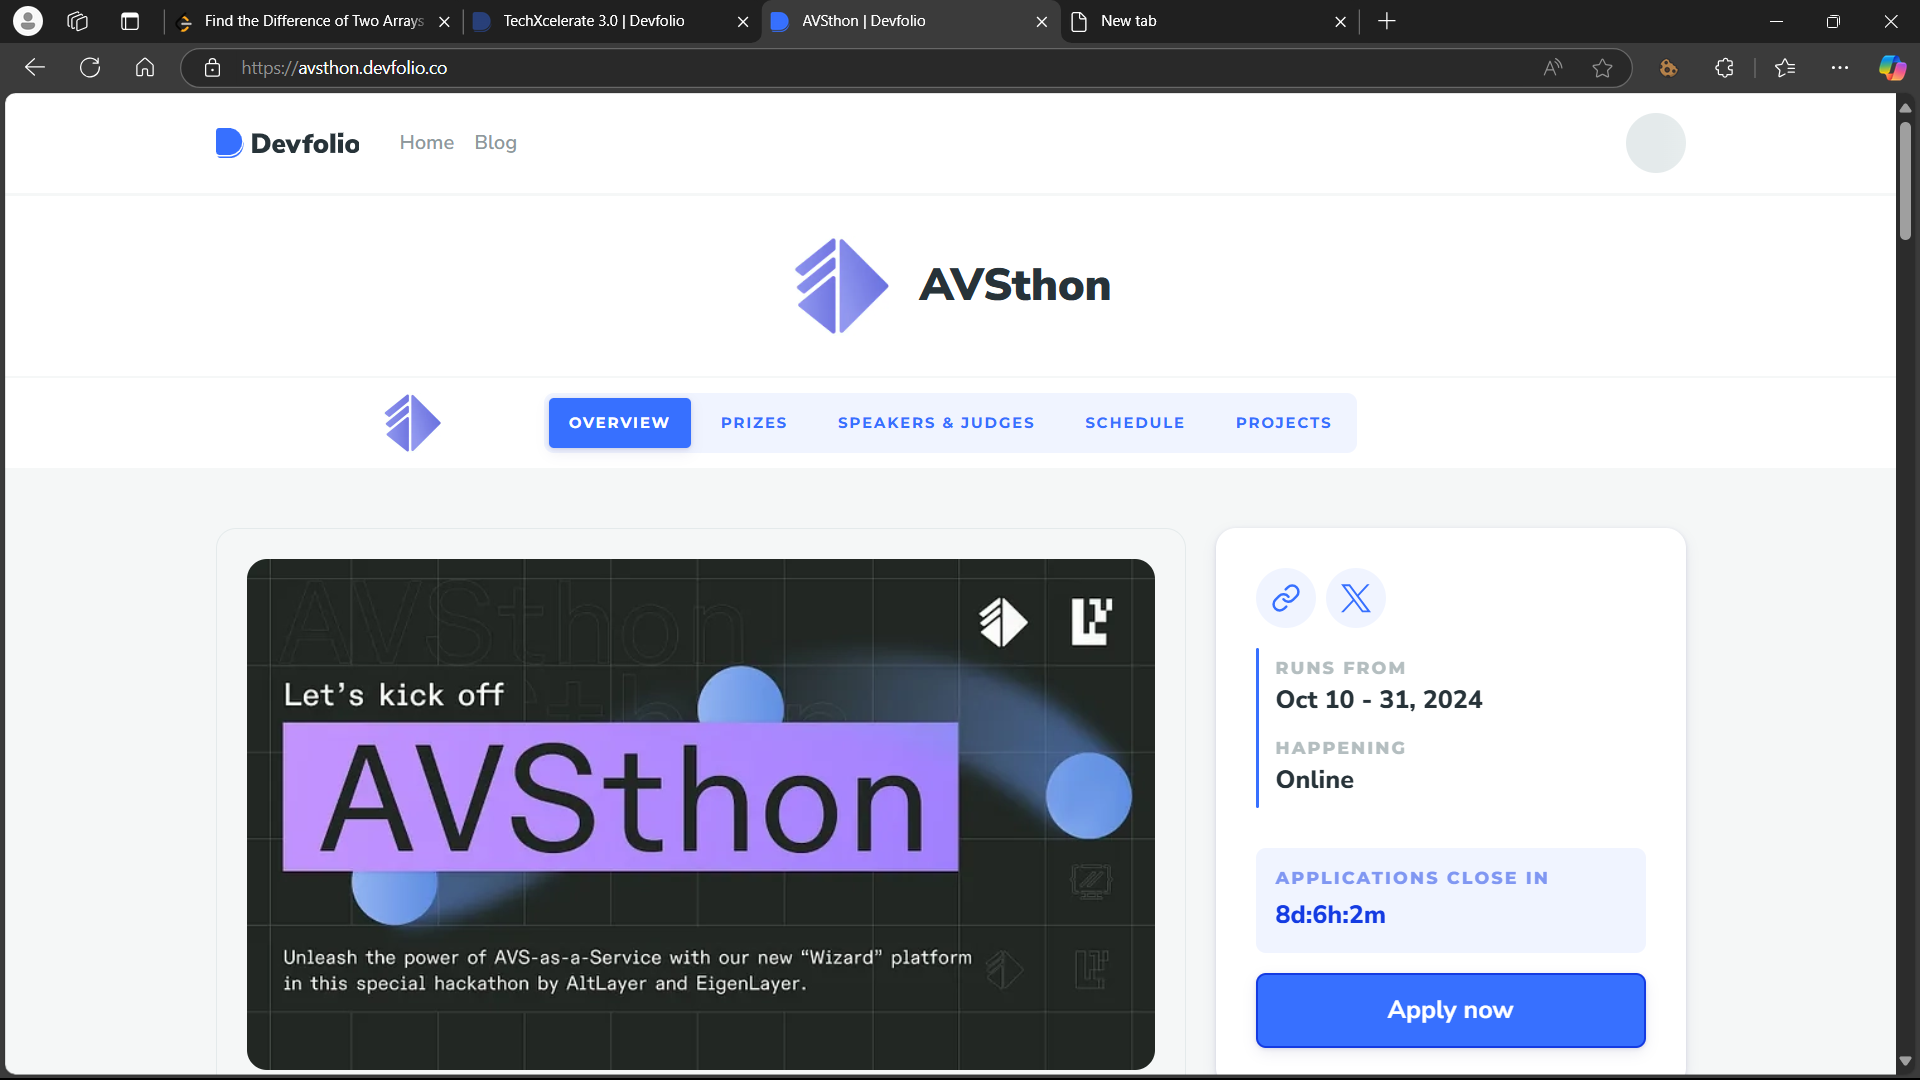 Find the Difference of Two Arrays
TechXcelerate 3.0 | Devfolio
AVSthon | Devfolio
New tab
https://avsthon.devfolio.co
Devfolio
Home
Blog
AVSthon
OVERVIEW
PRIZES
SPEAKERS & JUDGES
SCHEDULE
PROJECTS
AVSthon
Let's kick off
AVSthon
Unleash the power of AVS-as-a-Service with our new “Wizard” platform
in this special hackathon by AltLayer and EigenLayer.
RUNS FROM
Oct 10 - 31, 2024
HAPPENING
Online
APPLICATIONS CLOSE IN
8d:6h:2m
Apply now